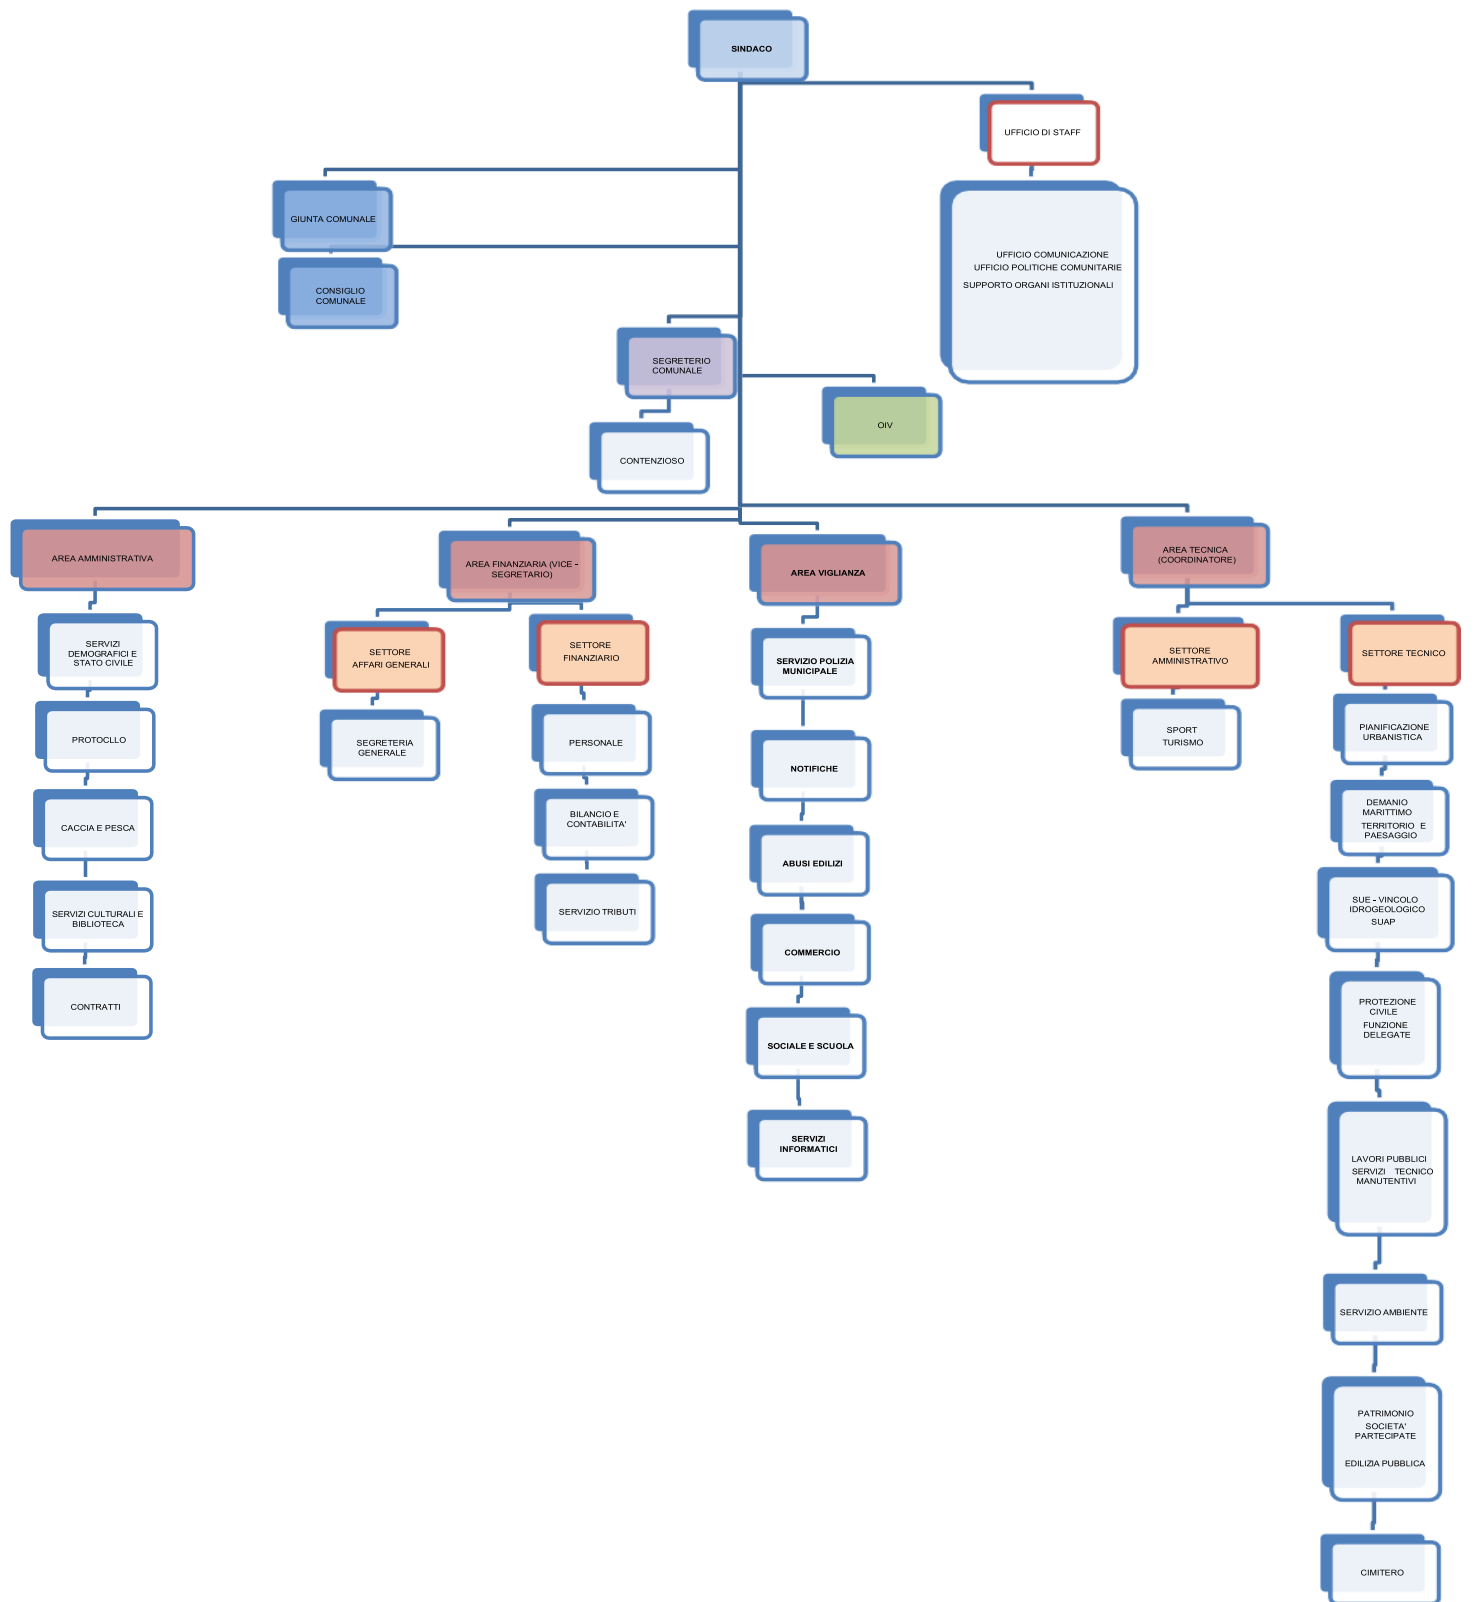 SINDACO
UFFICIO DI STAFF
GIUNTA COMUNALE
UFFICIO COMUNICAZIONE
UFFICIO POLITICHE COMUNITARIE
SUPPORTO ORGANI ISTITUZIONALI
CONSIGLIO
COMUNALE
SEGRETERIO
COMUNALE
OIV
CONTENZIOSO
AREA AMMINISTRATIVA
SERVIZI
DEMOGRAFICI E
STATO CIVILE
PROTOCLLO
CACCIA E PESCA
SERVIZI CULTURALI E
BIBLIOTECA
CONTRATTI
AREA FINANZIARIA (VICE -
SEGRETARIO)
SETTORE
AFFARI GENERALI
SEGRETERIA
GENERALE
SETTORE
FINANZIARIO
PERSONALE
BILANCIO E
CONTABILITA'
SERVIZIO TRIBUTI
AREA VIGLIANZA
SERVIZIO POLIZIA
MUNICIPALE
NOTIFICHE
ABUSI EDILIZI
COMMERCIO
SOCIALE E SCUOLA
SERVIZI
INFORMATICI
AREA TECNICA
(COORDINATORE)
SETTORE
AMMINISTRATIVO
SPORT
TURISMO
SETTORE TECNICO
PIANIFICAZIONE
URBANISTICA
DEMANIO
MARITTIMO
TERRITORIO E
PAESAGGIO
SUE - VINCOLO
IDROGEOLOGICO
SUAP
PROTEZIONE
CIVILE
FUNZIONE
DELEGATE
LAVORI PUBBLICI
SERVIZI TECNICO
MANUTENTIVI
SERVIZIO AMBIENTE
PATRIMONIO
SOCIETA'
PARTECIPATE
EDILIZIA PUBBLICA
CIMITERO